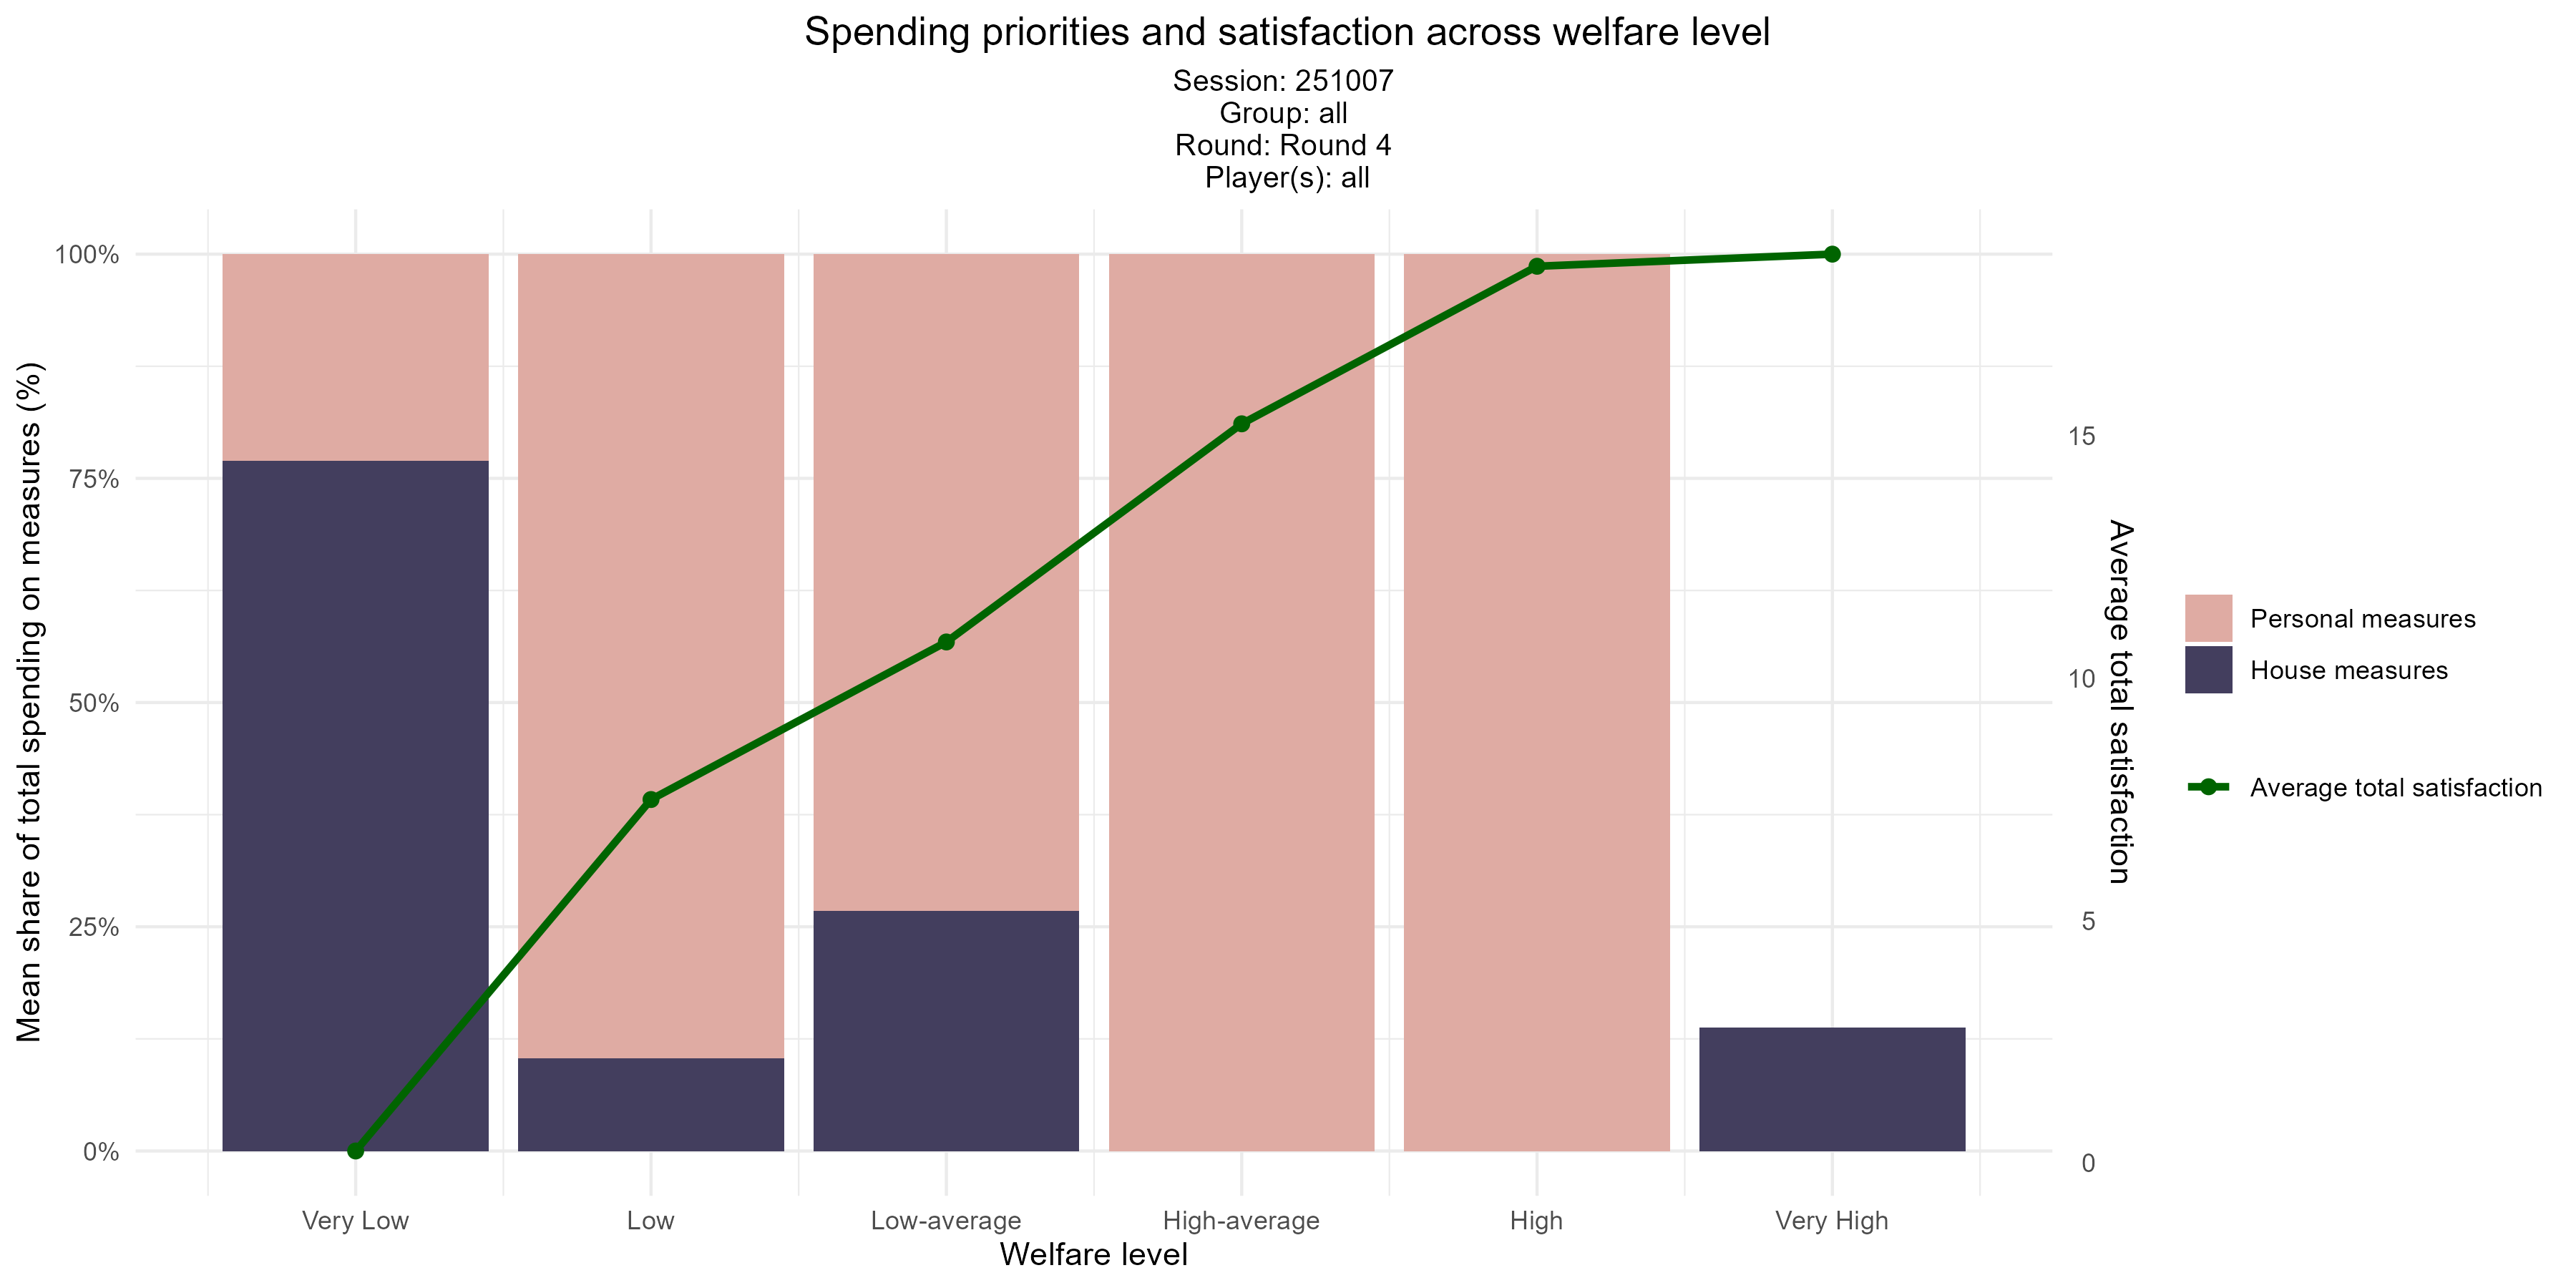 Spending priorities and satisfaction across welfare level
Session: 251007
Group: all
Round: Round 4
Player(s): all
Mean share of total spending on measures (%)
100%
75%
50%
25%
0%
15
10
5
0
Average total satisfaction
Personal measures
House measures
Average total satisfaction
Very Low
Low
Low-average
High-average
High
Very High
Welfare level